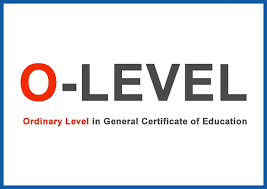 O-LEVEL
Ordinary Level in General Certificate of Education